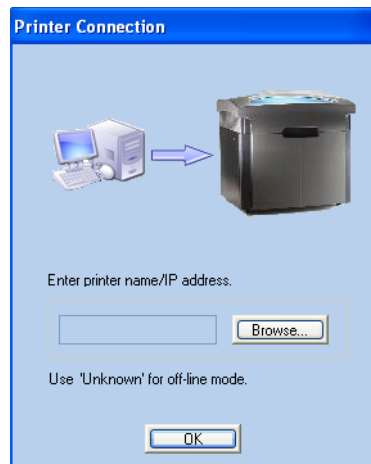 Printer Connection
Enter printer name/IP address.
Browse...
Use 'Unknown' for off-line mode.
OK